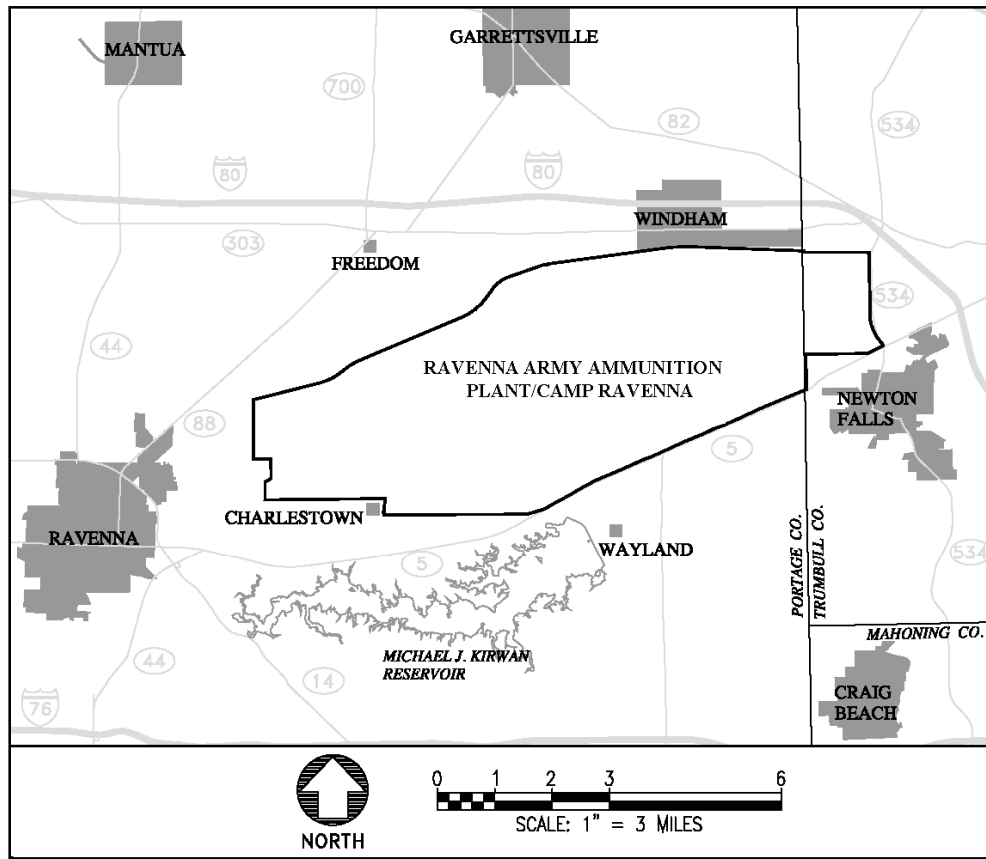 MANTUA
GARRETTSVILLE
700
82
534
80
80
WINDHAM
303
FREEDOM
534
44
RAVENNA ARMY AMMUNITION
PLANT/CAMP RAVENNA
NEWTON
FALLS
88
5
CHARLESTOWN
RAVENNA
WAYLAND
5
534
PORTAGE CO.
TRUMBULL CO.
MAHONING CO.
MICHAEL J. KIRWAN
RESERVOIR
44
14
76
CRAIG
BEACH
0 1 2 3 6
SCALE: 1" = 3 MILES
NORTH